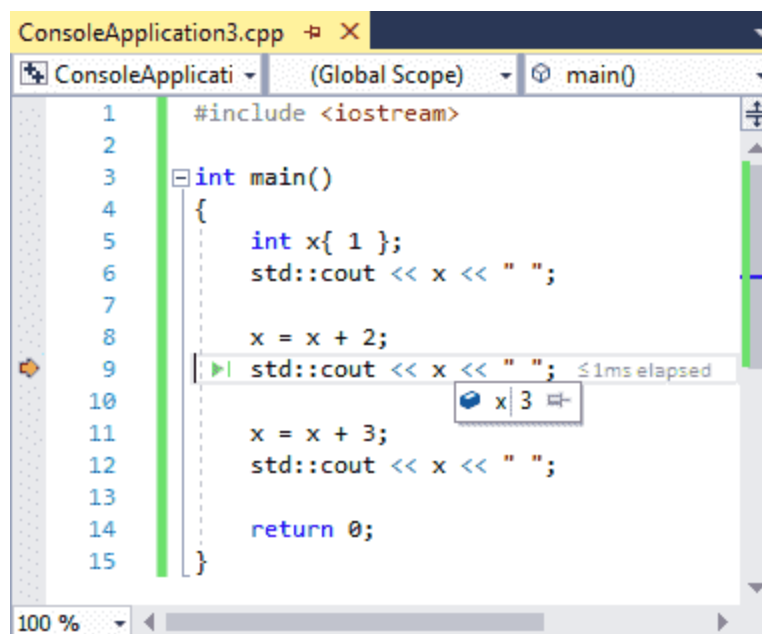 ConsoleApplication3.cpp
ConsoleApplicati (Global Scope) main()
1 #include <iostream>
2
3 int main()
4 {
5 int x{ 1 };
6 std::cout << x << " ";
7
8 x = x + 2;
9 std::cout << x << " "; ≤1ms elapsed
x 3
10
11 x = x + 3;
12 std::cout << x << " ";
13
14 return 0;
15 }
100 %